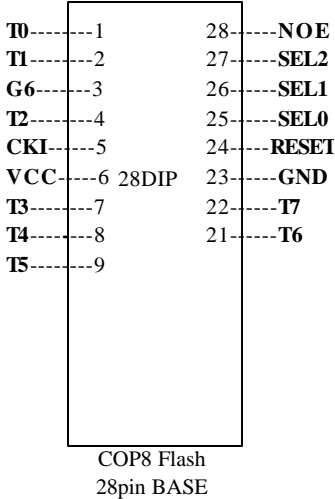 T0--------1 28------NOE
T1--------2 27------SEL2
G6-------3 26------SEL1
T2--------4 25------SEL0
CKI------5 24------RESET
VCC-----6 28DIP 23------GND
T3--------7 22------T7
T4--------8 21------T6
T5--------9
COP8 Flash
28pin BASE